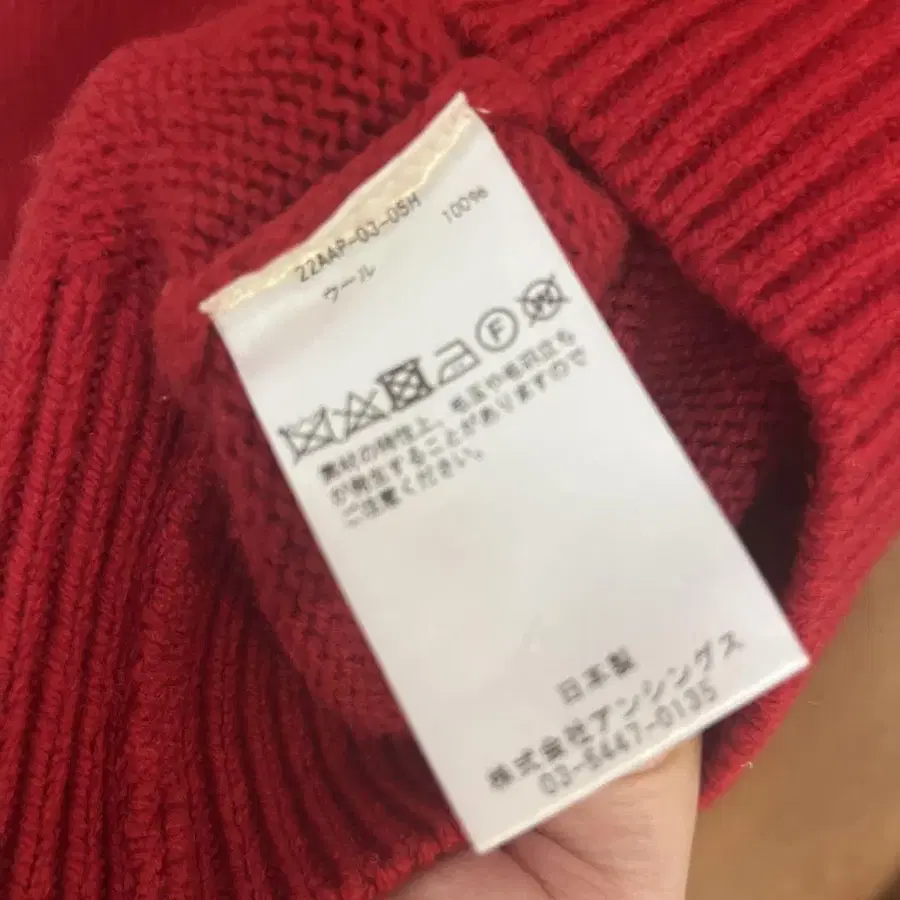 22AAP-03-05H
ウール 100%
F W
素材の特性上、毛玉や毛羽立ち
が発生することがありますので
ご注意ください。
日本製
株式会社アンシングス
03-5447-0135